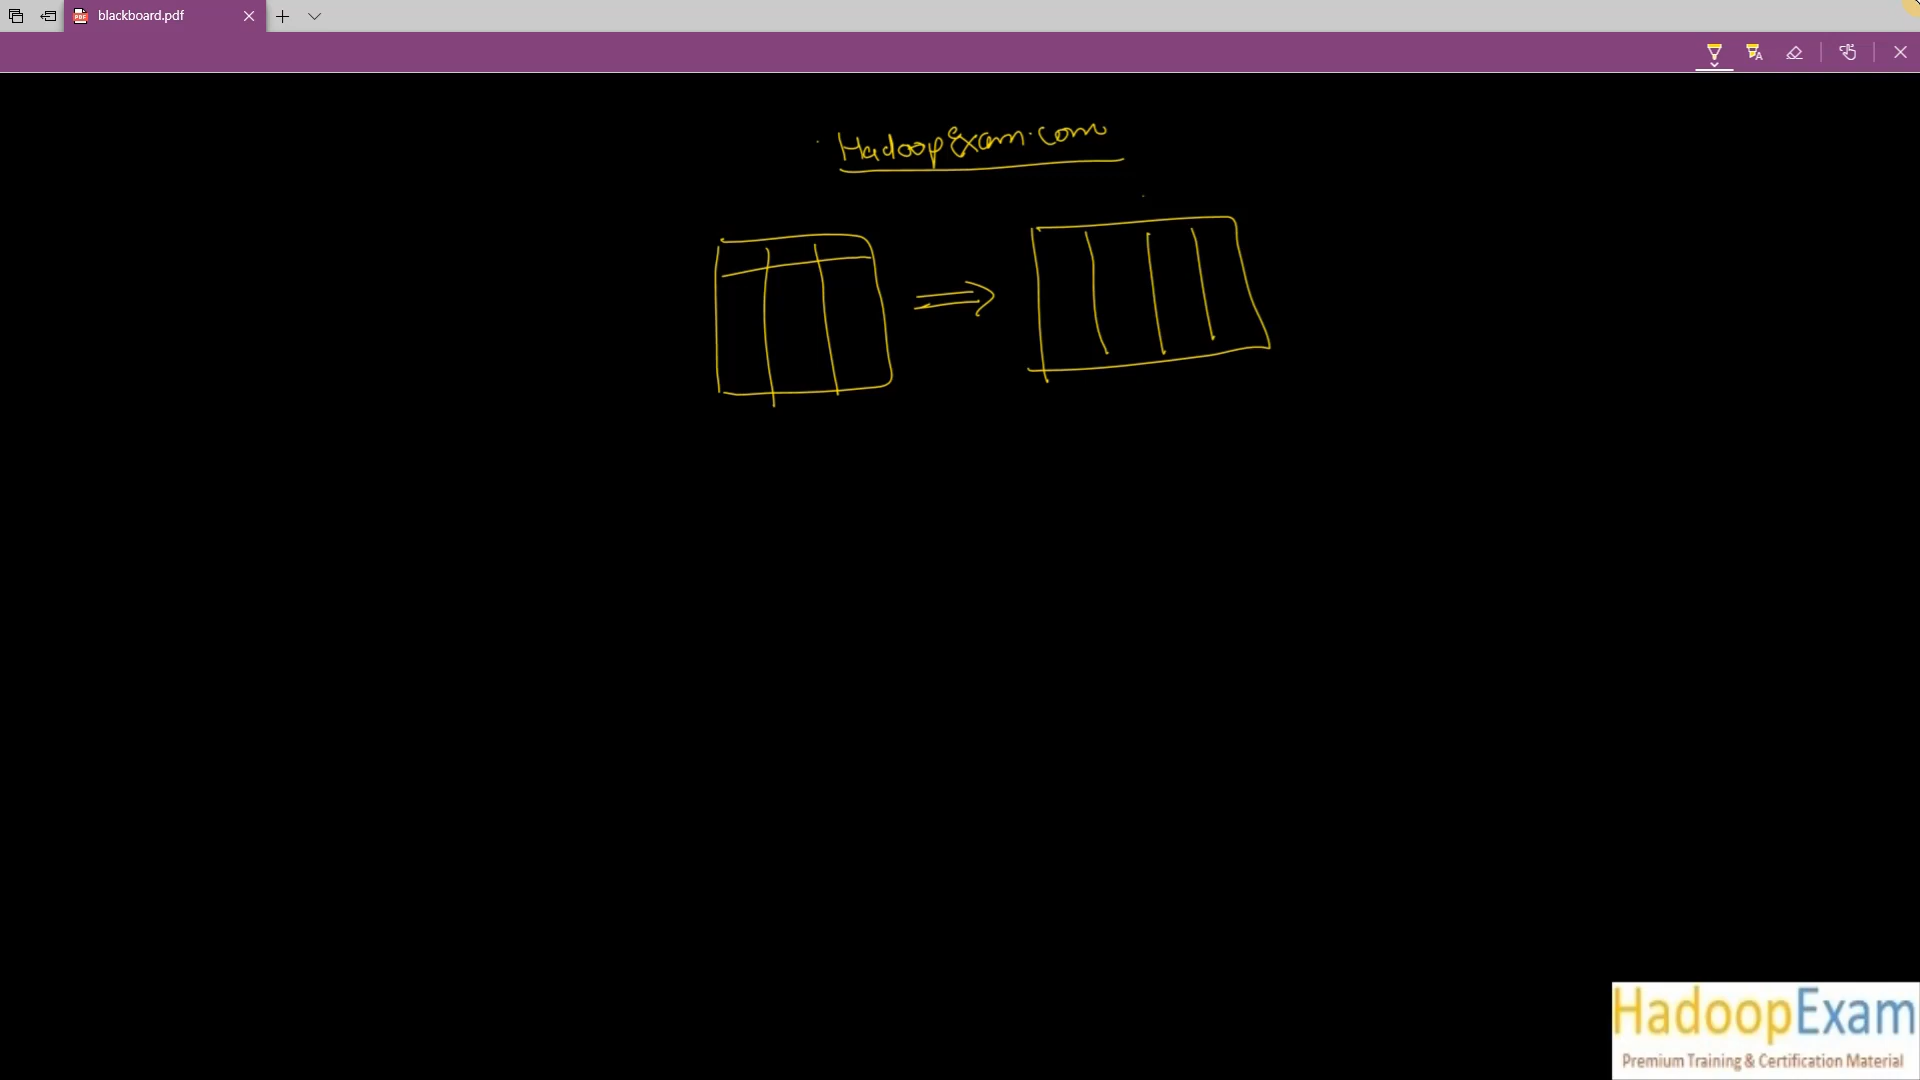 blackboard.pdf
HadoopExam.com
HadoopExam
Premium Training & Certification Material